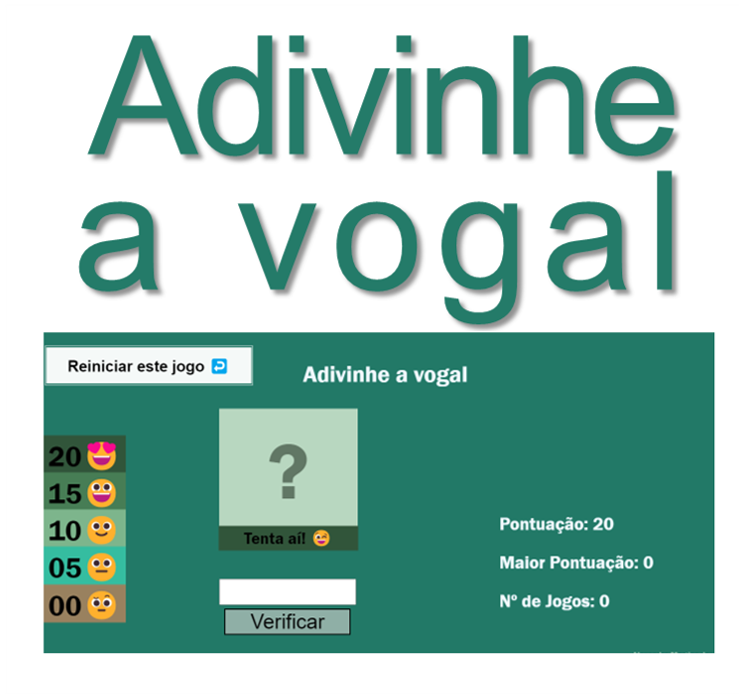 Adivinhe
a vogal
Reiniciar este jogo
Adivinhe a vogal
20
15
10
05
00
?
Tenta aí!
Verificar
Pontuação: 20
Maior Pontuação: 0
Nº de Jogos: 0